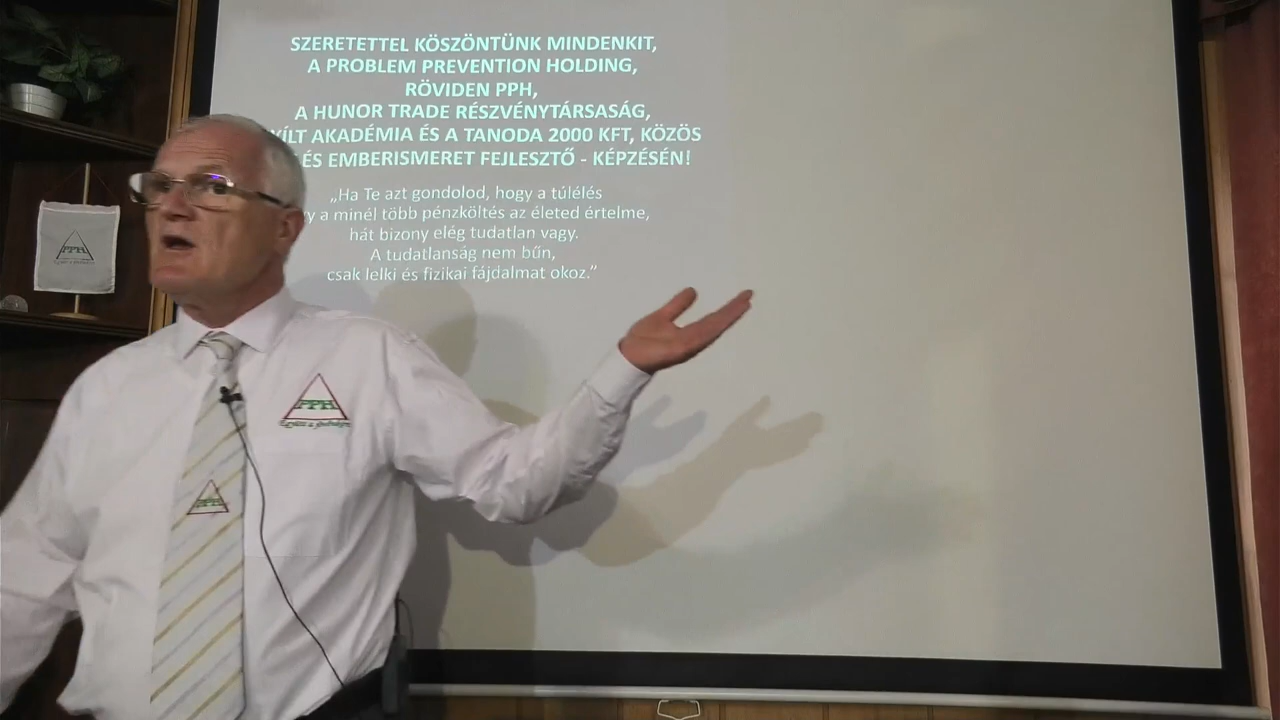 SZERETETTEL KÖSZÖNTÜNK MINDENKIT,
A PROBLEM PREVENTION HOLDING,
RÖVIDEN PPH,
A HUNOR TRADE RÉSZVÉNYTÁRSASÁG,
AKADÉMIA ÉS A TANODA 2000 KFT, KÖZÖS
ÉS EMBERISMERET FEJLESZTŐ - KÉPZÉSÉN!
„Ha Te azt gondolod, hogy a túlélés
a minél több pénzköltés az életed értelme,
hát bizony elég tudatlan vagy.
A tudatlanság nem bűn,
csak lelki és fizikai fájdalmat okoz.”
PPH
PPH
PPH